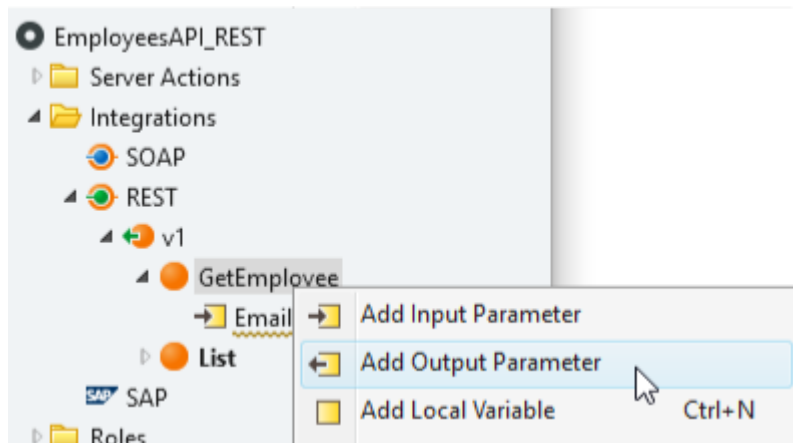 EmployeesAPI_REST
Server Actions
Integrations
SOAP
REST
v1
GetEmployee
Email
Add Input Parameter
List
Add Output Parameter
SAP
SAP
Add Local Variable Ctrl+N
Roles